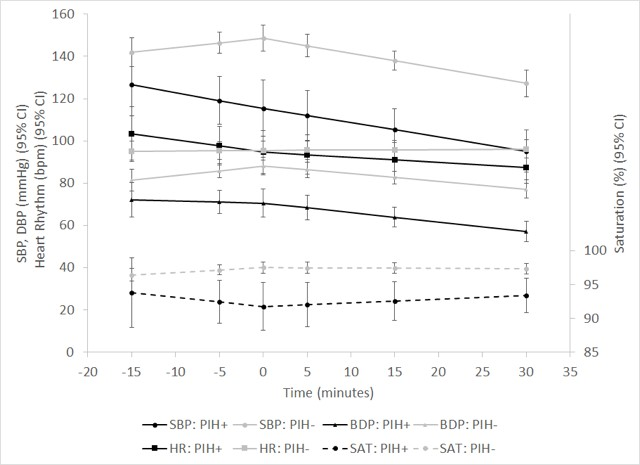 160
140
120
100
80
60
40
20
0
SBP, DBP (mmHg) (95% CI)
Heart Rhythm (bpm) (95% CI)
100
95
90
85
Saturation (%) (95% CI)
-20 -15 -10 -5 0 5 10 15 20 25 30 35
Time (minutes)
SBP: PIH+ SBP: PIH- BDP: PIH+ BDP: PIH-
HR: PIH+ HR: PIH- SAT: PIH+ SAT: PIH-